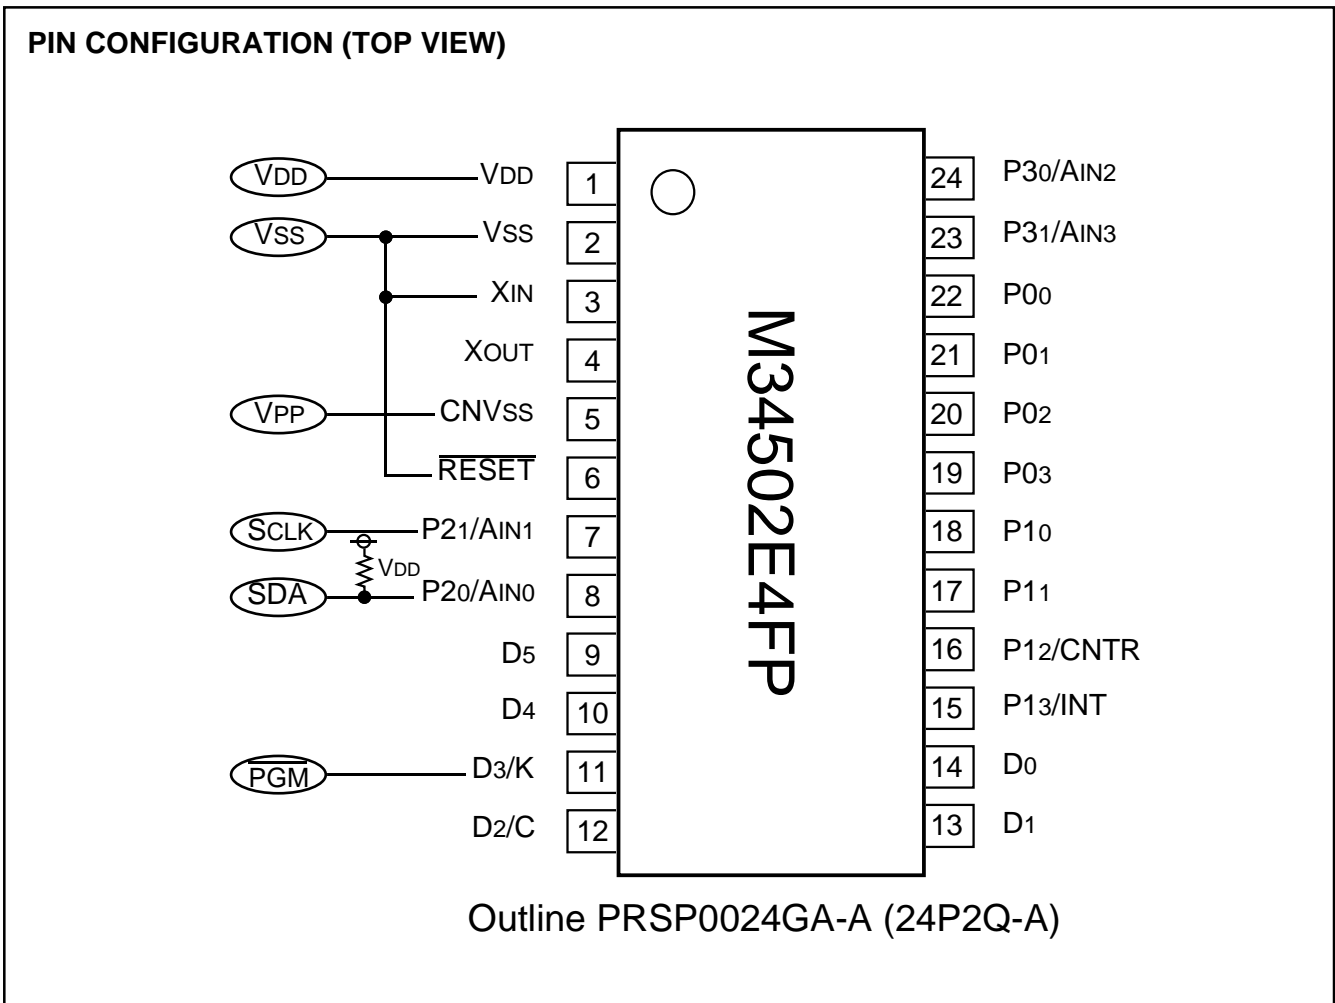 PIN CONFIGURATION (TOP VIEW)
VDD VDD 1
VSS VSS 2
XIN 3
XOUT 4
VPP CNVSS 5
RESET 6
SCLK P21/AIN1 7
VDD
SDA P20/AIN0 8
D5 9
D4 10
PGM D3/K 11
D2/C 12
M34502E4FP
24 P30/AIN2
23 P31/AIN3
22 P00
21 P01
20 P02
19 P03
18 P10
17 P11
16 P12/CNTR
15 P13/INT
14 D0
13 D1
Outline PRSP0024GA-A (24P2Q-A)